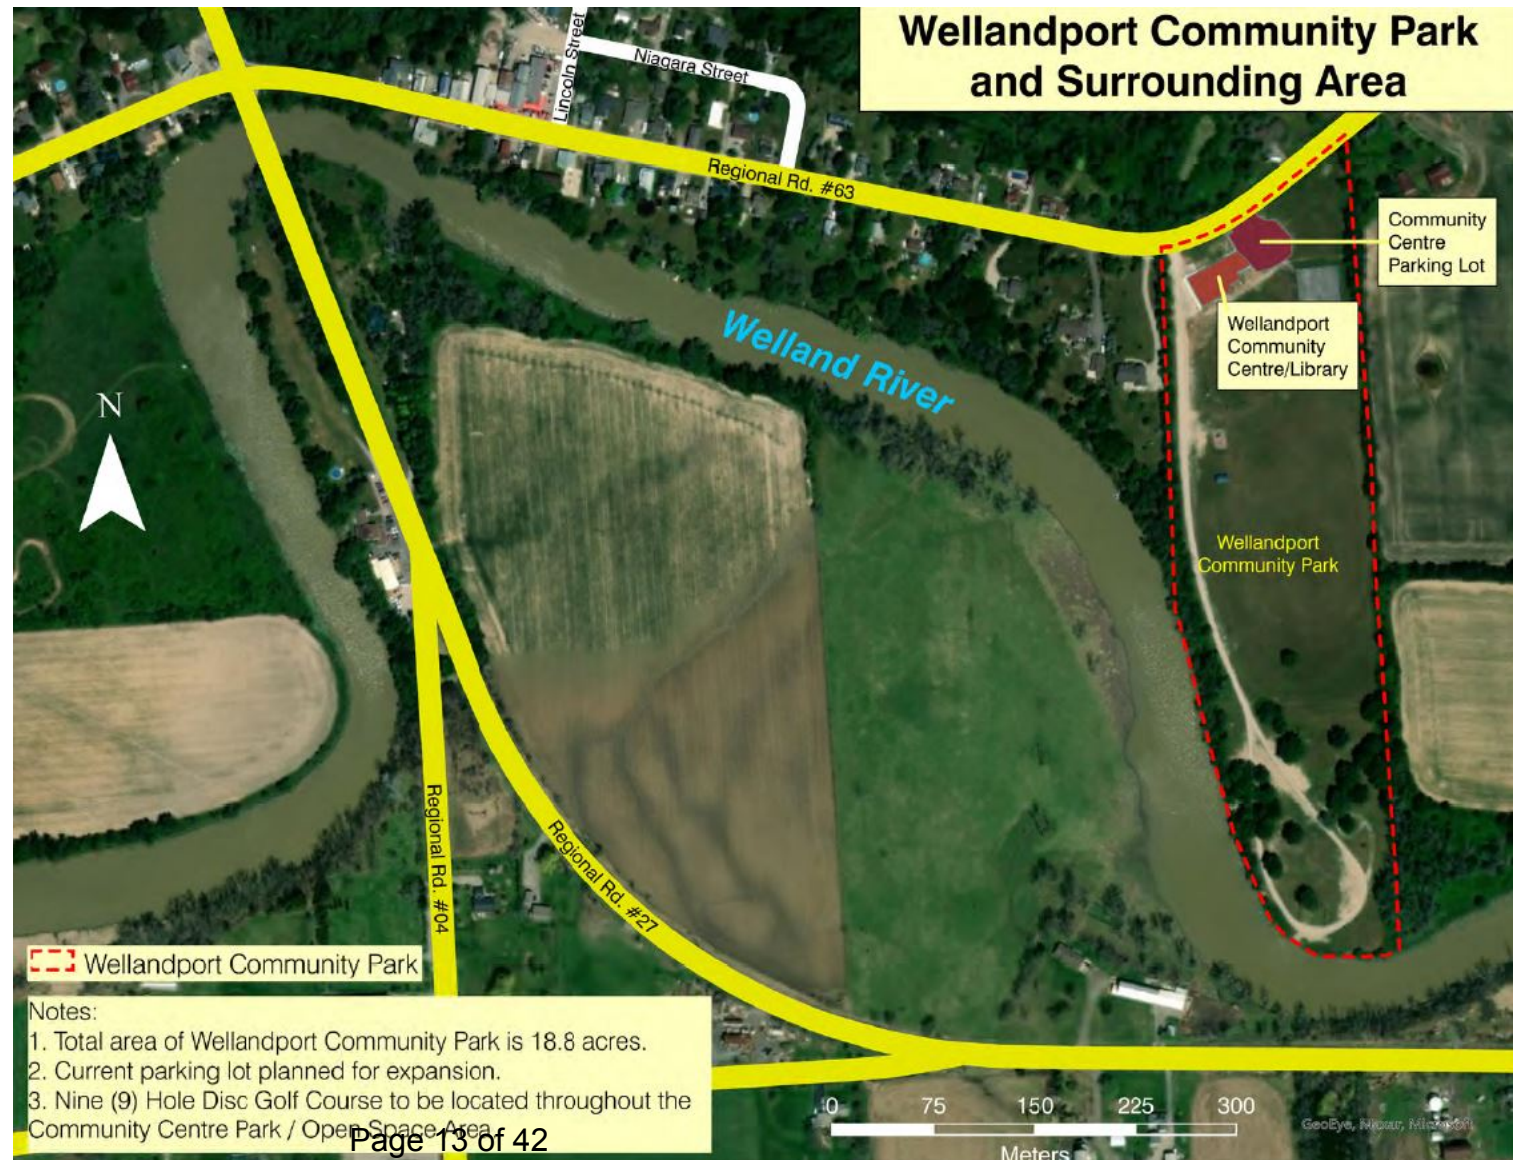 Wellandport Community Park
and Surrounding Area
Lincoln Street
Niagara Street
Regional Rd. #63
Community
Centre
Parking Lot
Wellandport
Community
Centre/Library
Welland River
N
Wellandport
Community Park
Regional Rd. #04
Regional Rd. #27
Wellandport Community Park
Notes:
1. Total area of Wellandport Community Park is 18.8 acres.
2. Current parking lot planned for expansion.
3. Nine (9) Hole Disc Golf Course to be located throughout the
Community Centre Park / Open Space Area
Page 13 of 42
0 75 150 225 300
Meters
GeoEye, Maxar, Microsoft